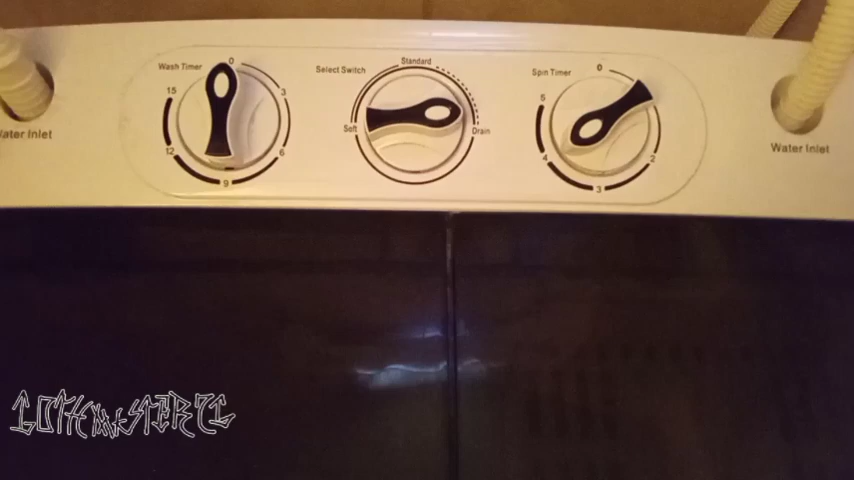 Wash Timer
0
3
6
9
12
15
Select Switch
Standard
Soft
Drain
Spin Timer
0
2
3
4
5
ater Inlet
Water Inlet